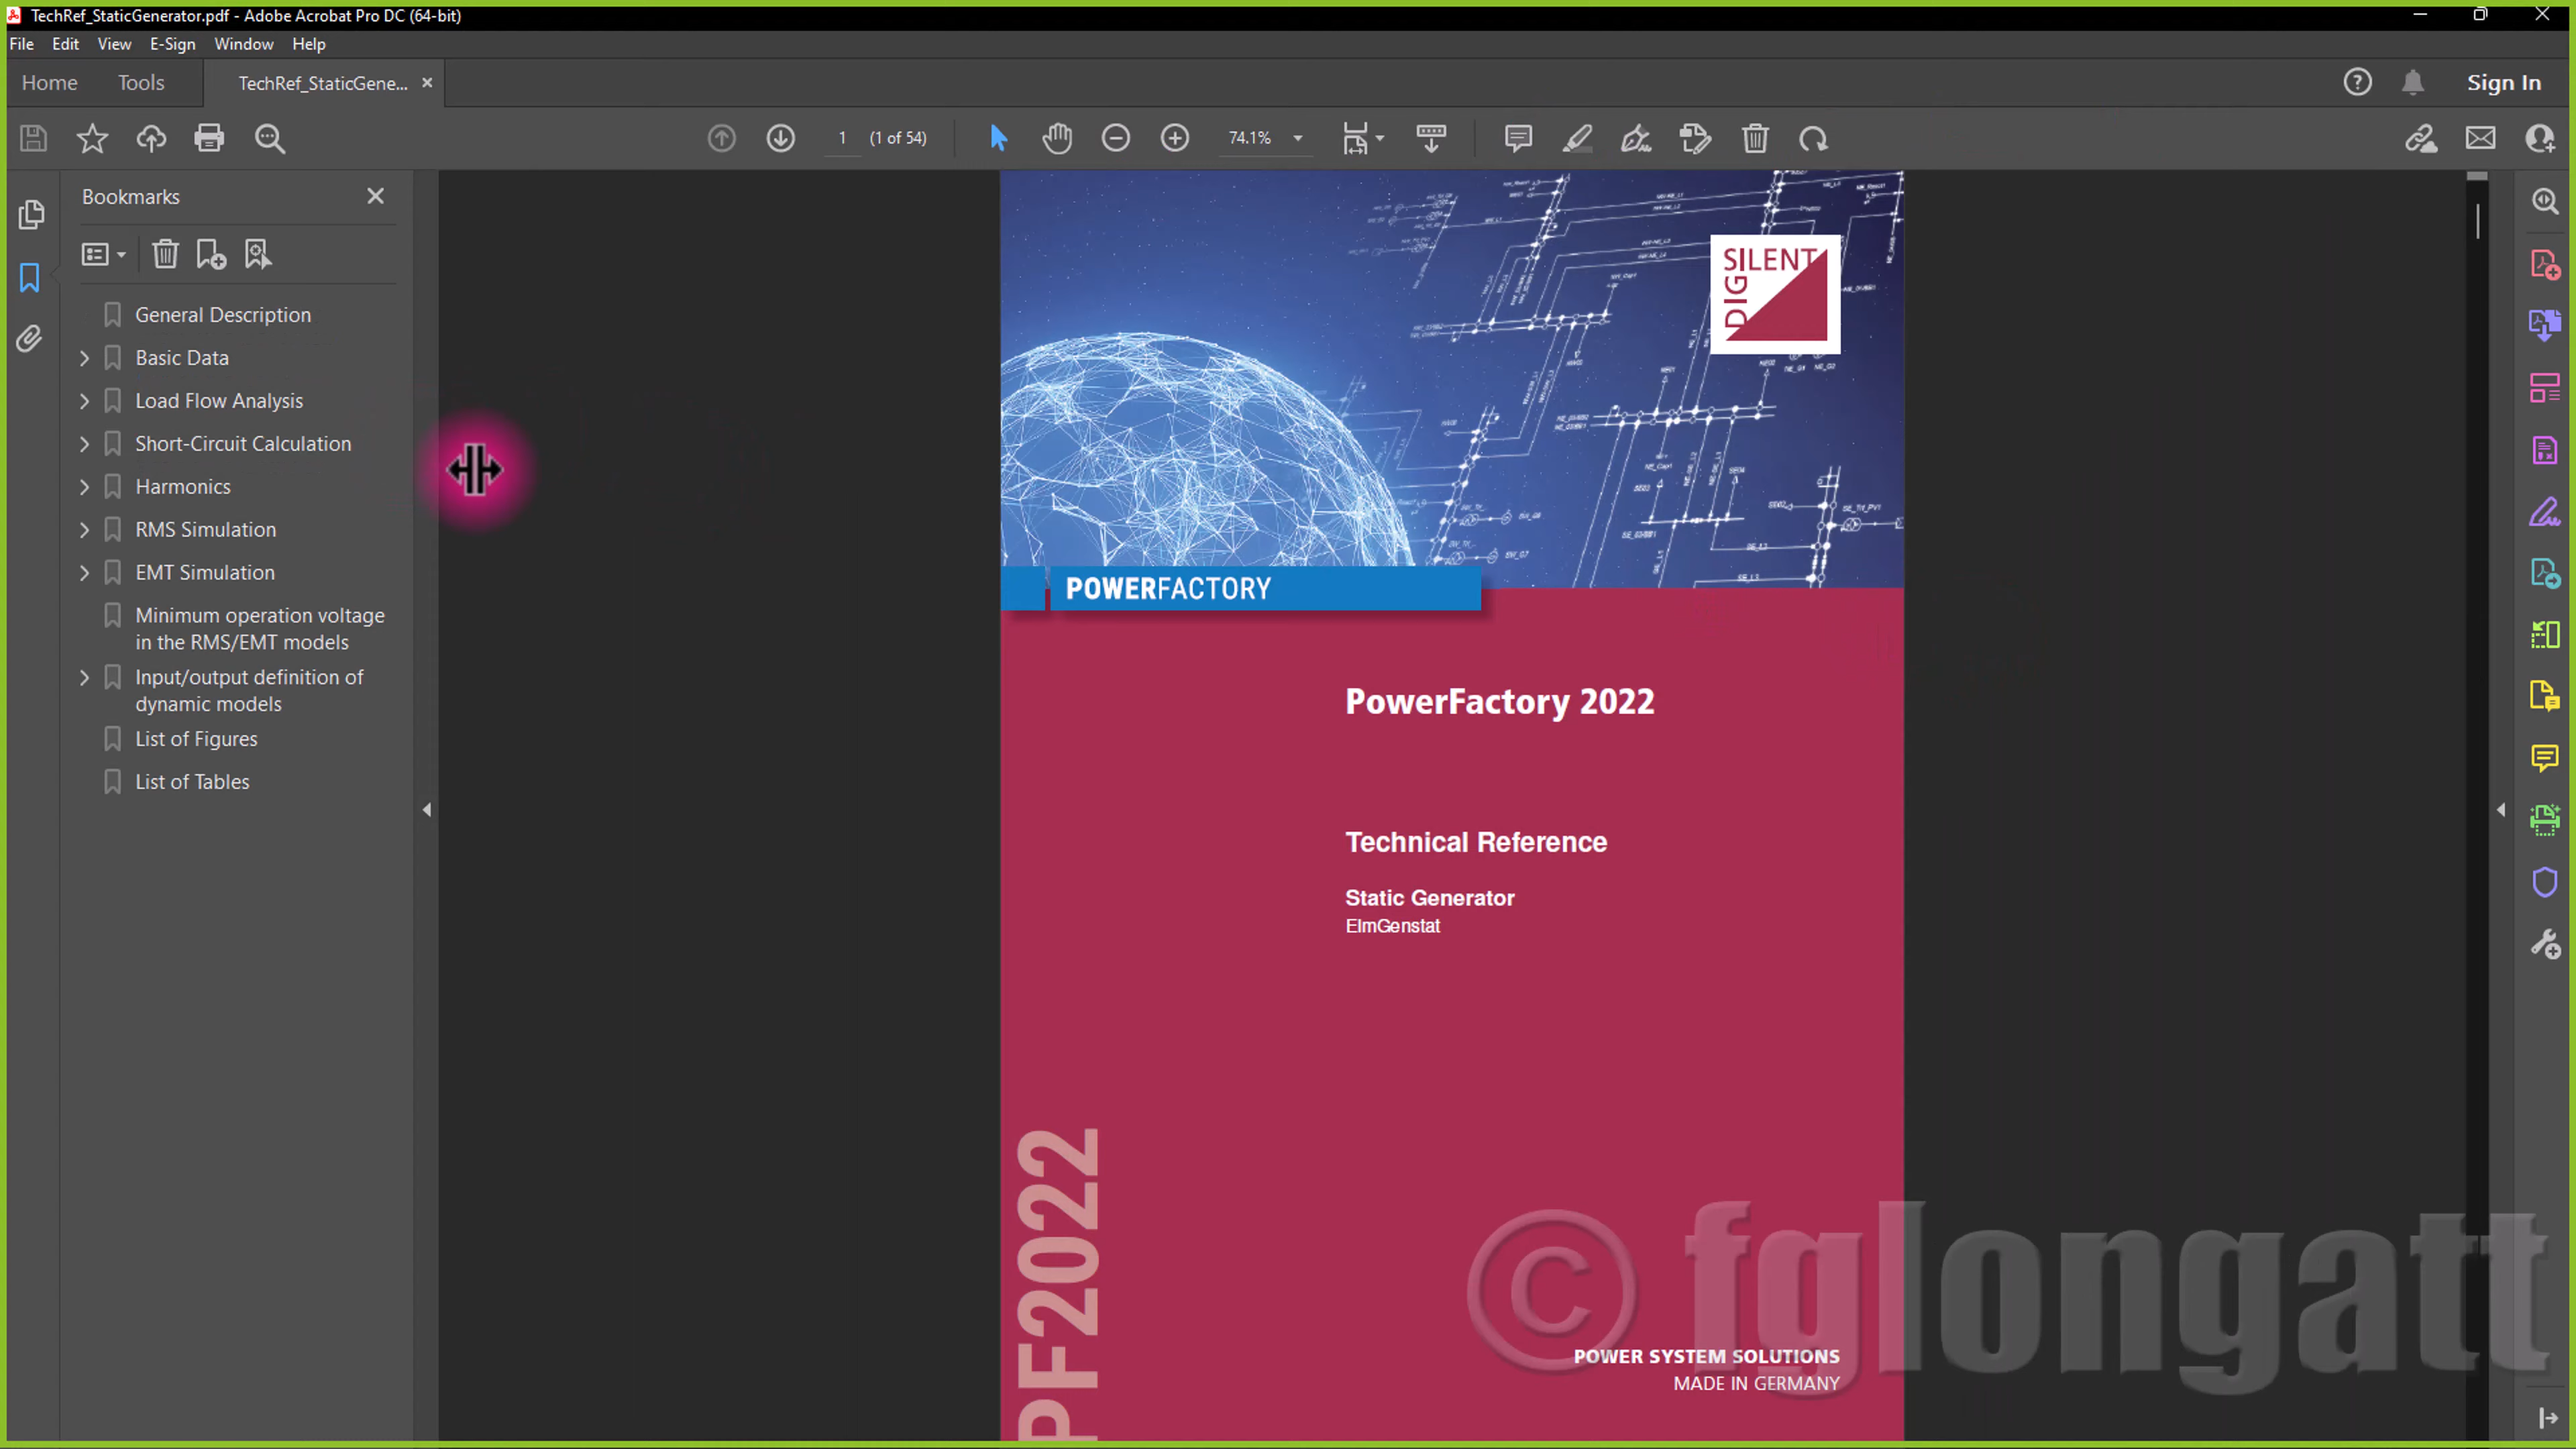 TechRef_StaticGenerator.pdf - Adobe Acrobat Pro DC (64-bit)
File Edit View E-Sign Window Help
Home Tools TechRef_StaticGene... × Sign In
1 (1 of 54) 74.1%
Bookmarks
General Description
Basic Data
Load Flow Analysis
Short-Circuit Calculation
Harmonics
RMS Simulation
EMT Simulation
Minimum operation voltage
in the RMS/EMT models
Input/output definition of
dynamic models
List of Figures
List of Tables
DIG SILENT
POWERFACTORY
PowerFactory 2022
Technical Reference
Static Generator
ElmGenstat
PF2022
POWER SYSTEM SOLUTIONS
MADE IN GERMANY
© fglongatt